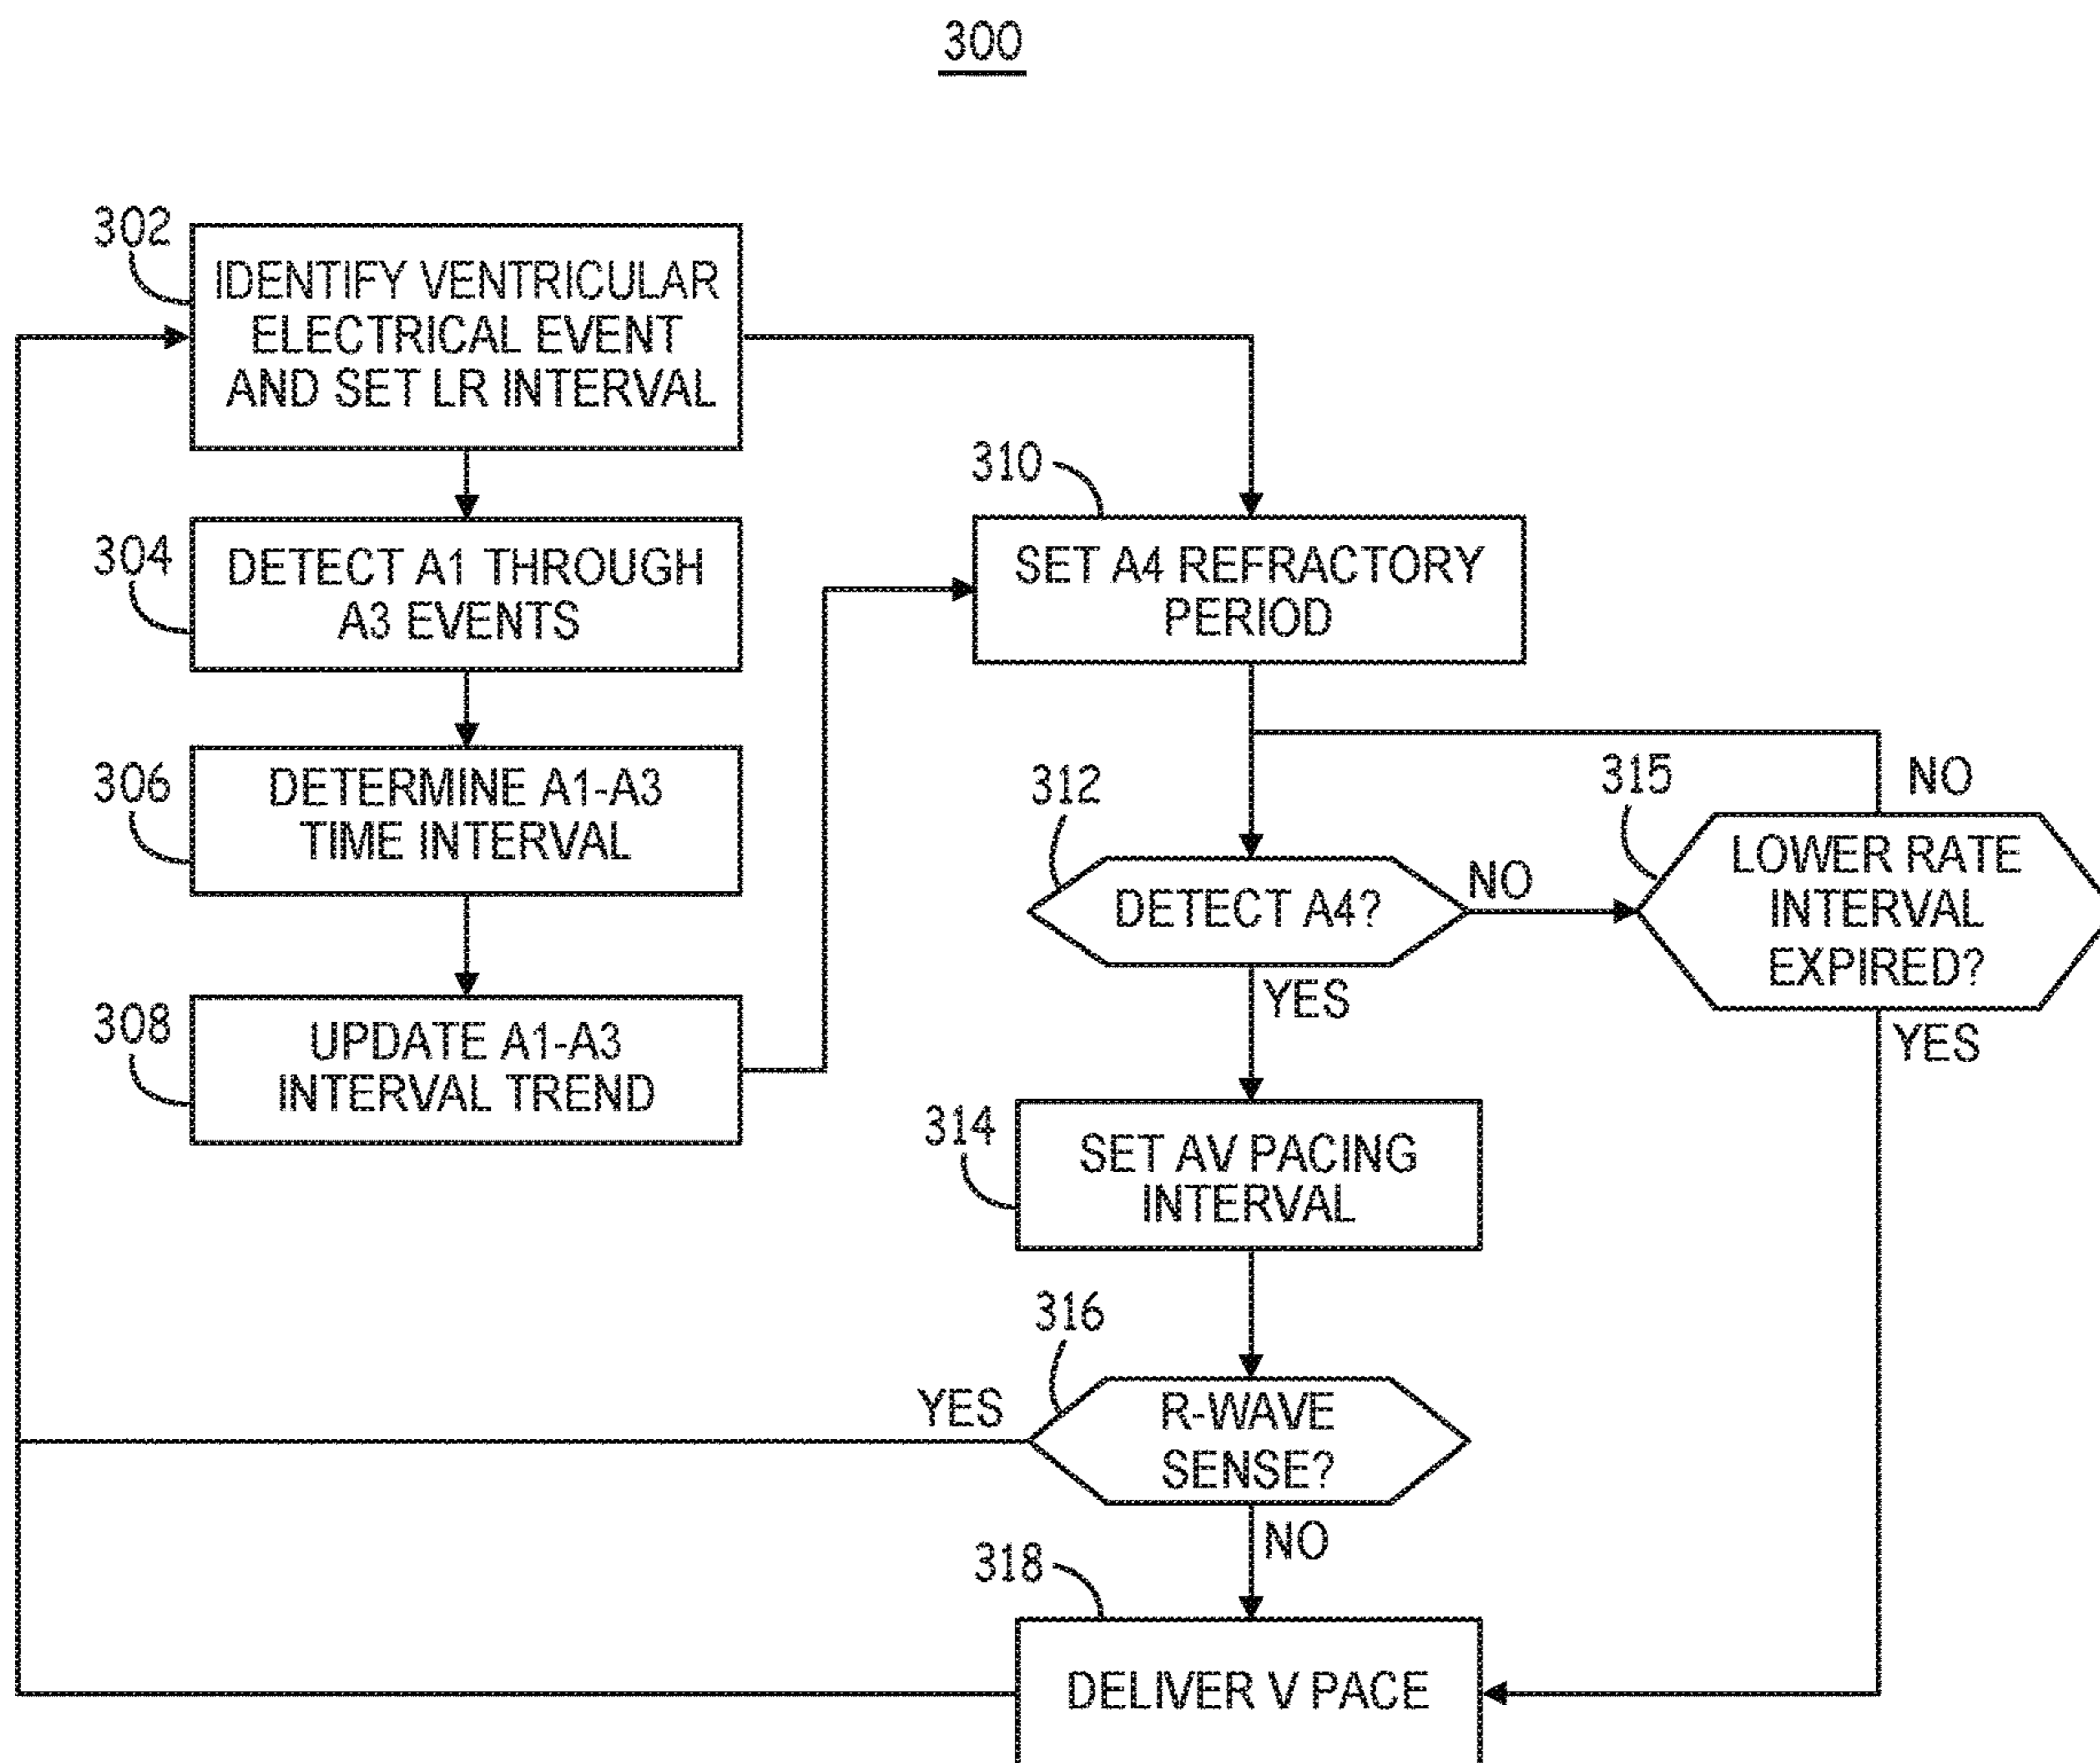 300
302
IDENTIFY VENTRICULAR
ELECTRICAL EVENT
AND SET LR INTERVAL
304
DETECT A1 THROUGH
A3 EVENTS
306
DETERMINE A1-A3
TIME INTERVAL
308
UPDATE A1-A3
INTERVAL TREND
310
SET A4 REFRACTORY
PERIOD
312
DETECT A4?
NO
YES
315
NO
LOWER RATE
INTERVAL
EXPIRED?
YES
314
SET AV PACING
INTERVAL
316
YES
R-WAVE
SENSE?
NO
318
DELIVER V PACE